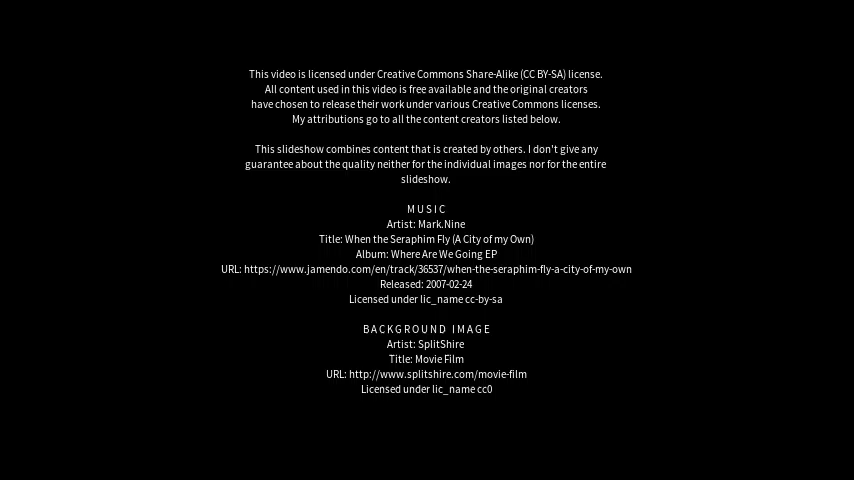 This video is licensed under Creative Commons Share-Alike (CC BY-SA) license.
All content used in this video is free available and the original creators
have chosen to release their work under various Creative Commons licenses.
My attributions go to all the content creators listed below.
This slideshow combines content that is created by others. I don't give any
guarantee about the quality neither for the individual images nor for the entire
slideshow.
MUSIC
Artist: Mark.Nine
Title: When the Seraphim Fly (A City of my Own)
Album: Where Are We Going EP
URL: https://www.jamendo.com/en/track/36537/when-the-seraphim-fly-a-city-of-my-own
Released: 2007-02-24
Licensed under lic_name cc-by-sa
BACKGROUND IMAGE
Artist: SplitShire
Title: Movie Film
URL: http://www.splitshire.com/movie-film
Licensed under lic_name cc0